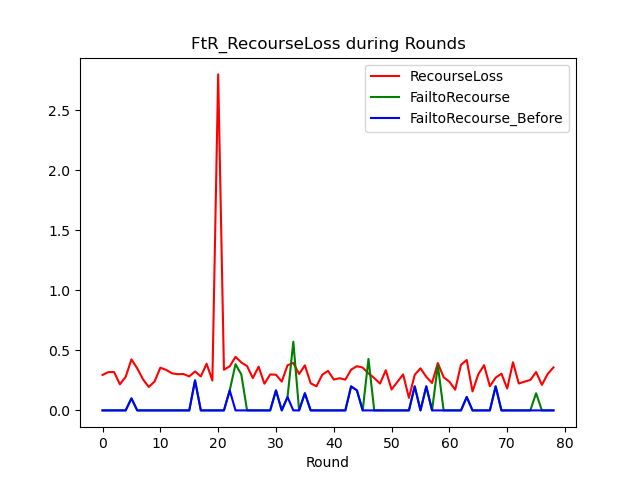 FtR_RecourseLoss during Rounds
RecourseLoss
FailtoRecourse
FailtoRecourse_Before
2.5
2.0
1.5
1.0
0.5
0.0
0 10 20 30 40 50 60 70 80
Round